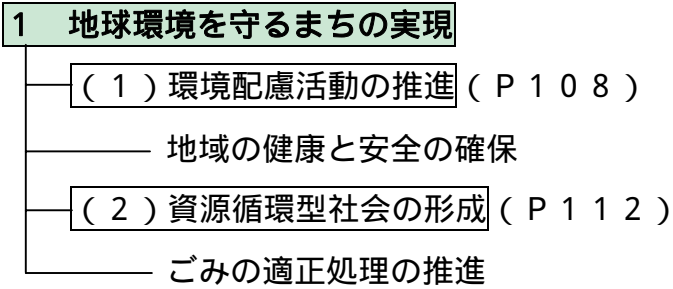 1 地球環境を守るまちの実現
(1)環境配慮活動の推進(P108)
地域の健康と安全の確保
(2)資源循環型社会の形成(P112)
ごみの適正処理の推進